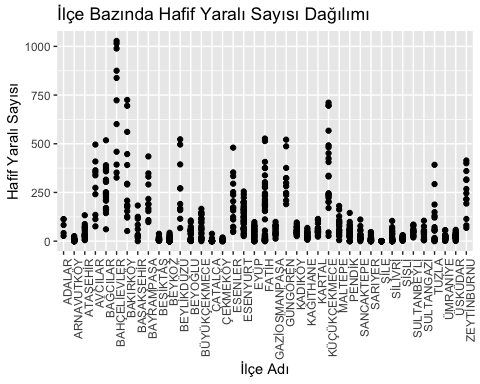 İlçe Bazında Hafif Yaralı Sayısı Dağılımı
Hafif Yaralı Sayısı
1000
750
500
250
0
ADALAR
ARNAVUTKÖY
ATAŞEHİR
AVCILAR
BAĞCILAR
BAHÇELİEVLER
BAKIRKÖY
BAŞAKŞEHİR
BAYRAMPAŞA
BEŞİKTAŞ
BEYKOZ
BEYLİKDÜZÜ
BEYOĞLU
BÜYÜKÇEKMECE
ÇATALCA
ÇEKMEKÖY
ESENLER
ESENYURT
EYÜP
FATİH
GAZİOSMANPAŞA
GÜNGÖREN
KADIKÖY
KAĞITHANE
KARTAL
KÜÇÜKÇEKMECE
MALTEPE
PENDİK
SANCAKTEPE
SARIYER
ŞİLE
SİLİVRİ
ŞİŞLİ
SULTANBEYLİ
SULTANGAZİ
TUZLA
ÜMRANİYE
ÜSKÜDAR
ZEYTİNBURNU
İlçe Adı